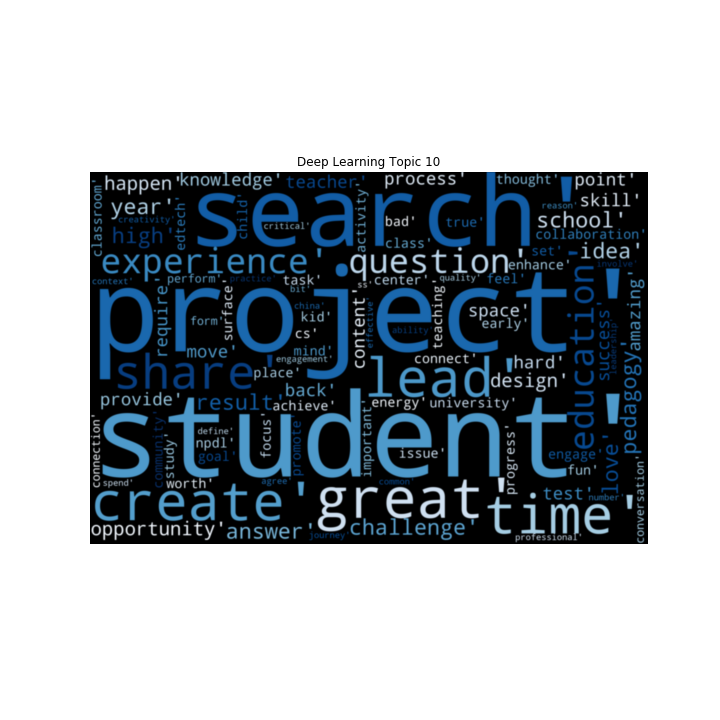 Deep Learning Topic 10
classroom'
happen'
knowledge'
teacher'
search'
process'
thought'
point'
year'
creativity'
edtech'
child'
critical'
activity'
bad'
true'
reason'
skill'
high'
class'
school'
collaboration'
experience'
question'
enhance'
set'
idea'
involve'
context'
perform'
practice'
task'
ss'
center'
quality'
feel'
project'
require'
form'
surface'
bit'
china'
kid'
content'
effective'
ability'
teaching'
space'
early'
education'
success'
leadership'
pedagogy'
amazing'
move'
cs'
mind'
engagement'
connect'
hard'
share'
place'
lead'
design'
provide'
result'
back'
achieve'
energy'
university'
student'
connection'
community'
study'
define'
npdl'
goal'
focus'
promote'
important'
issue'
progress'
engage'
fun'
love'
conversation'
spend'
worth'
agree'
common'
test'
number'
create'
great'
time'
opportunity'
answer'
journey'
challenge'
professional'